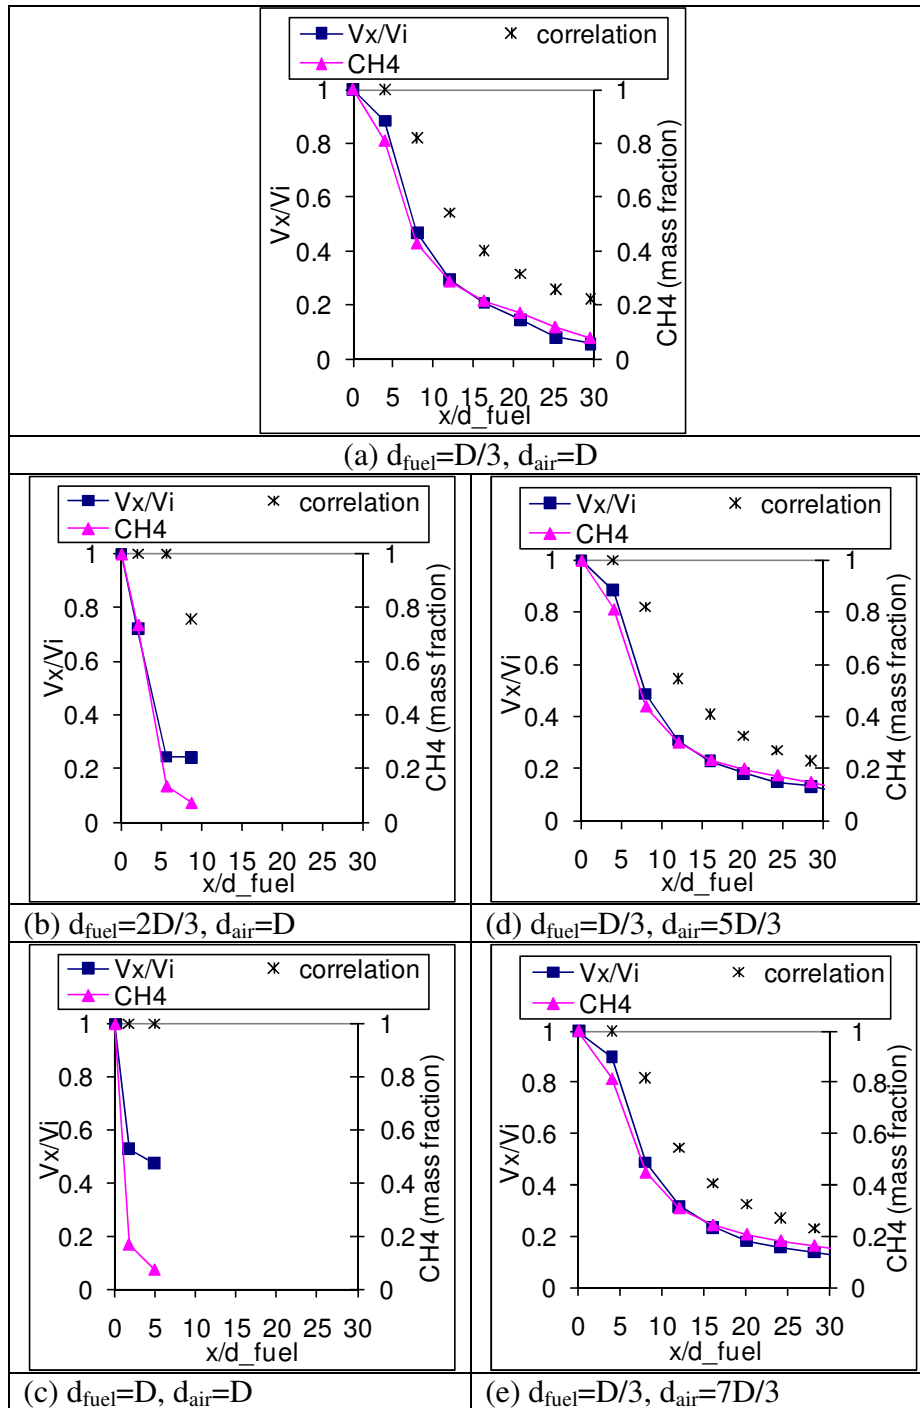 Vx/Vi correlation
CH4
1 1
0.8 0.8
0.6 0.6
0.4 0.4
0.2 0.2
0 0
Vx/Vi
CH4 (mass fraction)
0 5 10 15 20 25 30
x/d_fuel
(a) d_fuel=D/3, d_air=D
Vx/Vi correlation
CH4
1 1
0.8 0.8
0.6 0.6
0.4 0.4
0.2 0.2
0 0
Vx/Vi
CH4 (mass fraction)
0 5 10 15 20 25 30
x/d_fuel
(b) d_fuel=2D/3, d_air=D
Vx/Vi correlation
CH4
1 1
0.8 0.8
0.6 0.6
0.4 0.4
0.2 0.2
0 0
Vx/Vi
CH4 (mass fraction)
0 5 10 15 20 25 30
x/d_fuel
(d) d_fuel=D/3, d_air=5D/3
Vx/Vi correlation
CH4
1 1
0.8 0.8
0.6 0.6
0.4 0.4
0.2 0.2
0 0
Vx/Vi
CH4 (mass fraction)
0 5 10 15 20 25 30
x/d_fuel
(c) d_fuel=D, d_air=D
Vx/Vi correlation
CH4
1 1
0.8 0.8
0.6 0.6
0.4 0.4
0.2 0.2
0 0
Vx/Vi
CH4 (mass fraction)
0 5 10 15 20 25 30
x/d_fuel
(e) d_fuel=D/3, d_air=7D/3